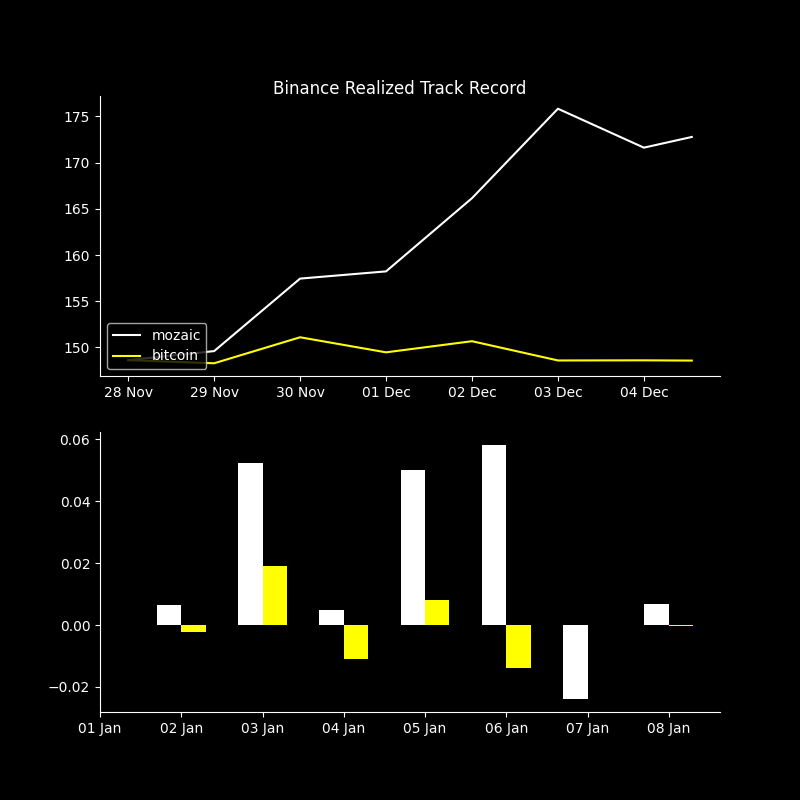 Binance Realized Track Record
175
170
165
160
155
150
mozaic
bitcoin
28 Nov 29 Nov 30 Nov 01 Dec 02 Dec 03 Dec 04 Dec
0.06
0.04
0.02
0.00
−0.02
01 Jan 02 Jan 03 Jan 04 Jan 05 Jan 06 Jan 07 Jan 08 Jan